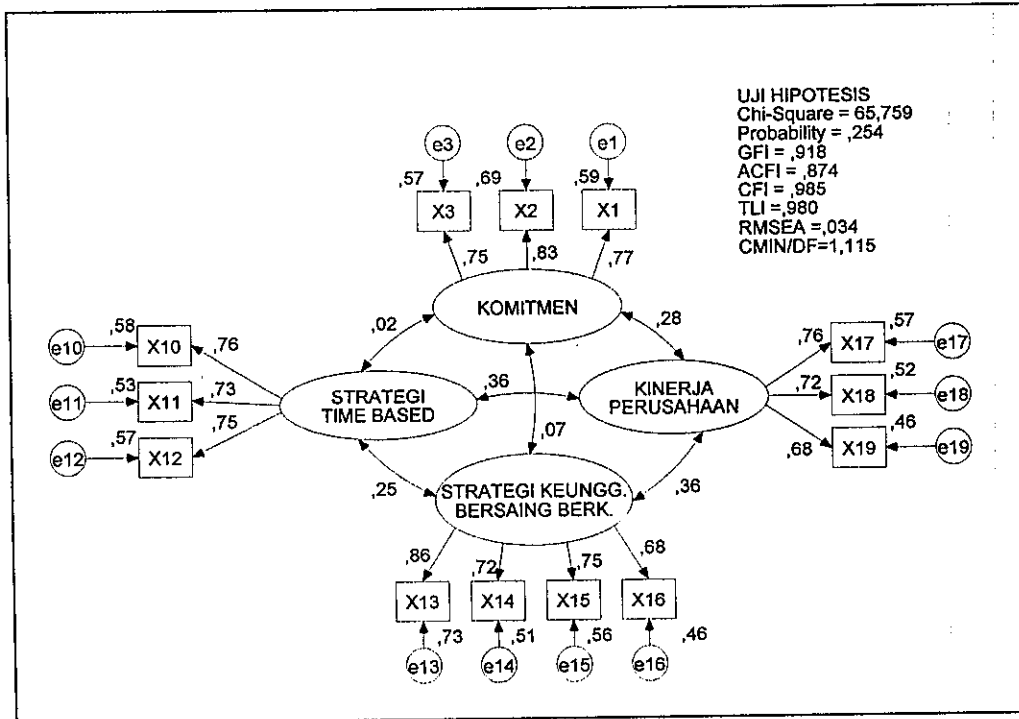 UJI HIPOTESIS
Chi-Square = 65,759
Probability = ,254
GFI = ,918
ACFI = ,874
CFI = ,985
TLI =,980
RMSEA =,034
CMIN/DF=1,115
e3 e2 e1
,57 ,69 ,59
X3 X2 X1
,75 ,83 ,77
KOMITMEN
,02 ,28
,58 ,76 ,57
e10 X10 ,76 X17 e17
,53 ,73 ,36 ,72 ,52
e11 X11 STRATEGI TIME BASED KINERJA PERUSAHAAN X18 e18
,57 ,75 ,07 ,68 ,46
e12 X12 X19 e19
,25 ,36
STRATEGI KEUNGG.
BERSAING BERK.
,86 ,72 ,75 ,68
X13 X14 X15 X16
,73 ,51 ,56 ,46
e13 e14 e15 e16